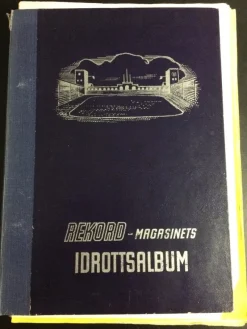 REKORD - MAGASINETS
IDROTTSALBUM